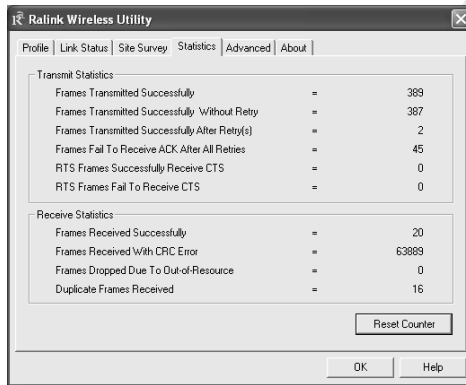 Ralink Wireless Utility
Profile Link Status Site Survey Statistics Advanced About
Transmit Statistics
Frames Transmitted Successfully = 389
Frames Transmitted Successfully Without Retry = 387
Frames Transmitted Successfully After Retry(s) = 2
Frames Fail To Receive ACK After All Retries = 45
RTS Frames Successfully Receive CTS = 0
RTS Frames Fail To Receive CTS = 0
Receive Statistics
Frames Received Successfully = 20
Frames Received With CRC Error = 63889
Frames Dropped Due To Out-of-Resource = 0
Duplicate Frames Received = 16
Reset Counter
OK Help